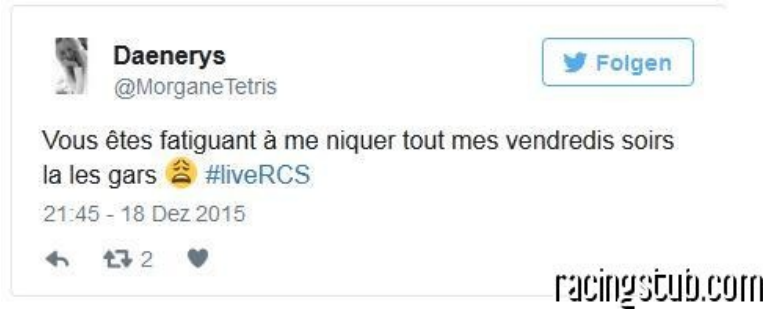 Daenerys
Folgen
@MorganeTetris
Vous êtes fatiguant à me niquer tout mes vendredis soirs
la les gars 😩 #liveRCS
21:45 - 18 Dez 2015
2
racingstub.com